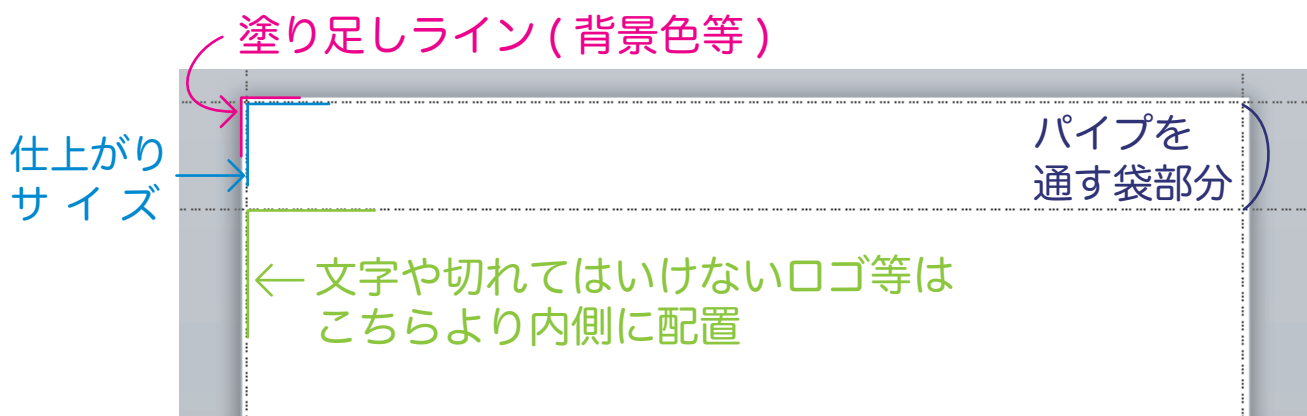 塗り足しライン ( 背景色等 )
仕上がり
サイズ
パイプを
通す袋部分
文字や切れてはいけないロゴ等は
こちらより内側に配置